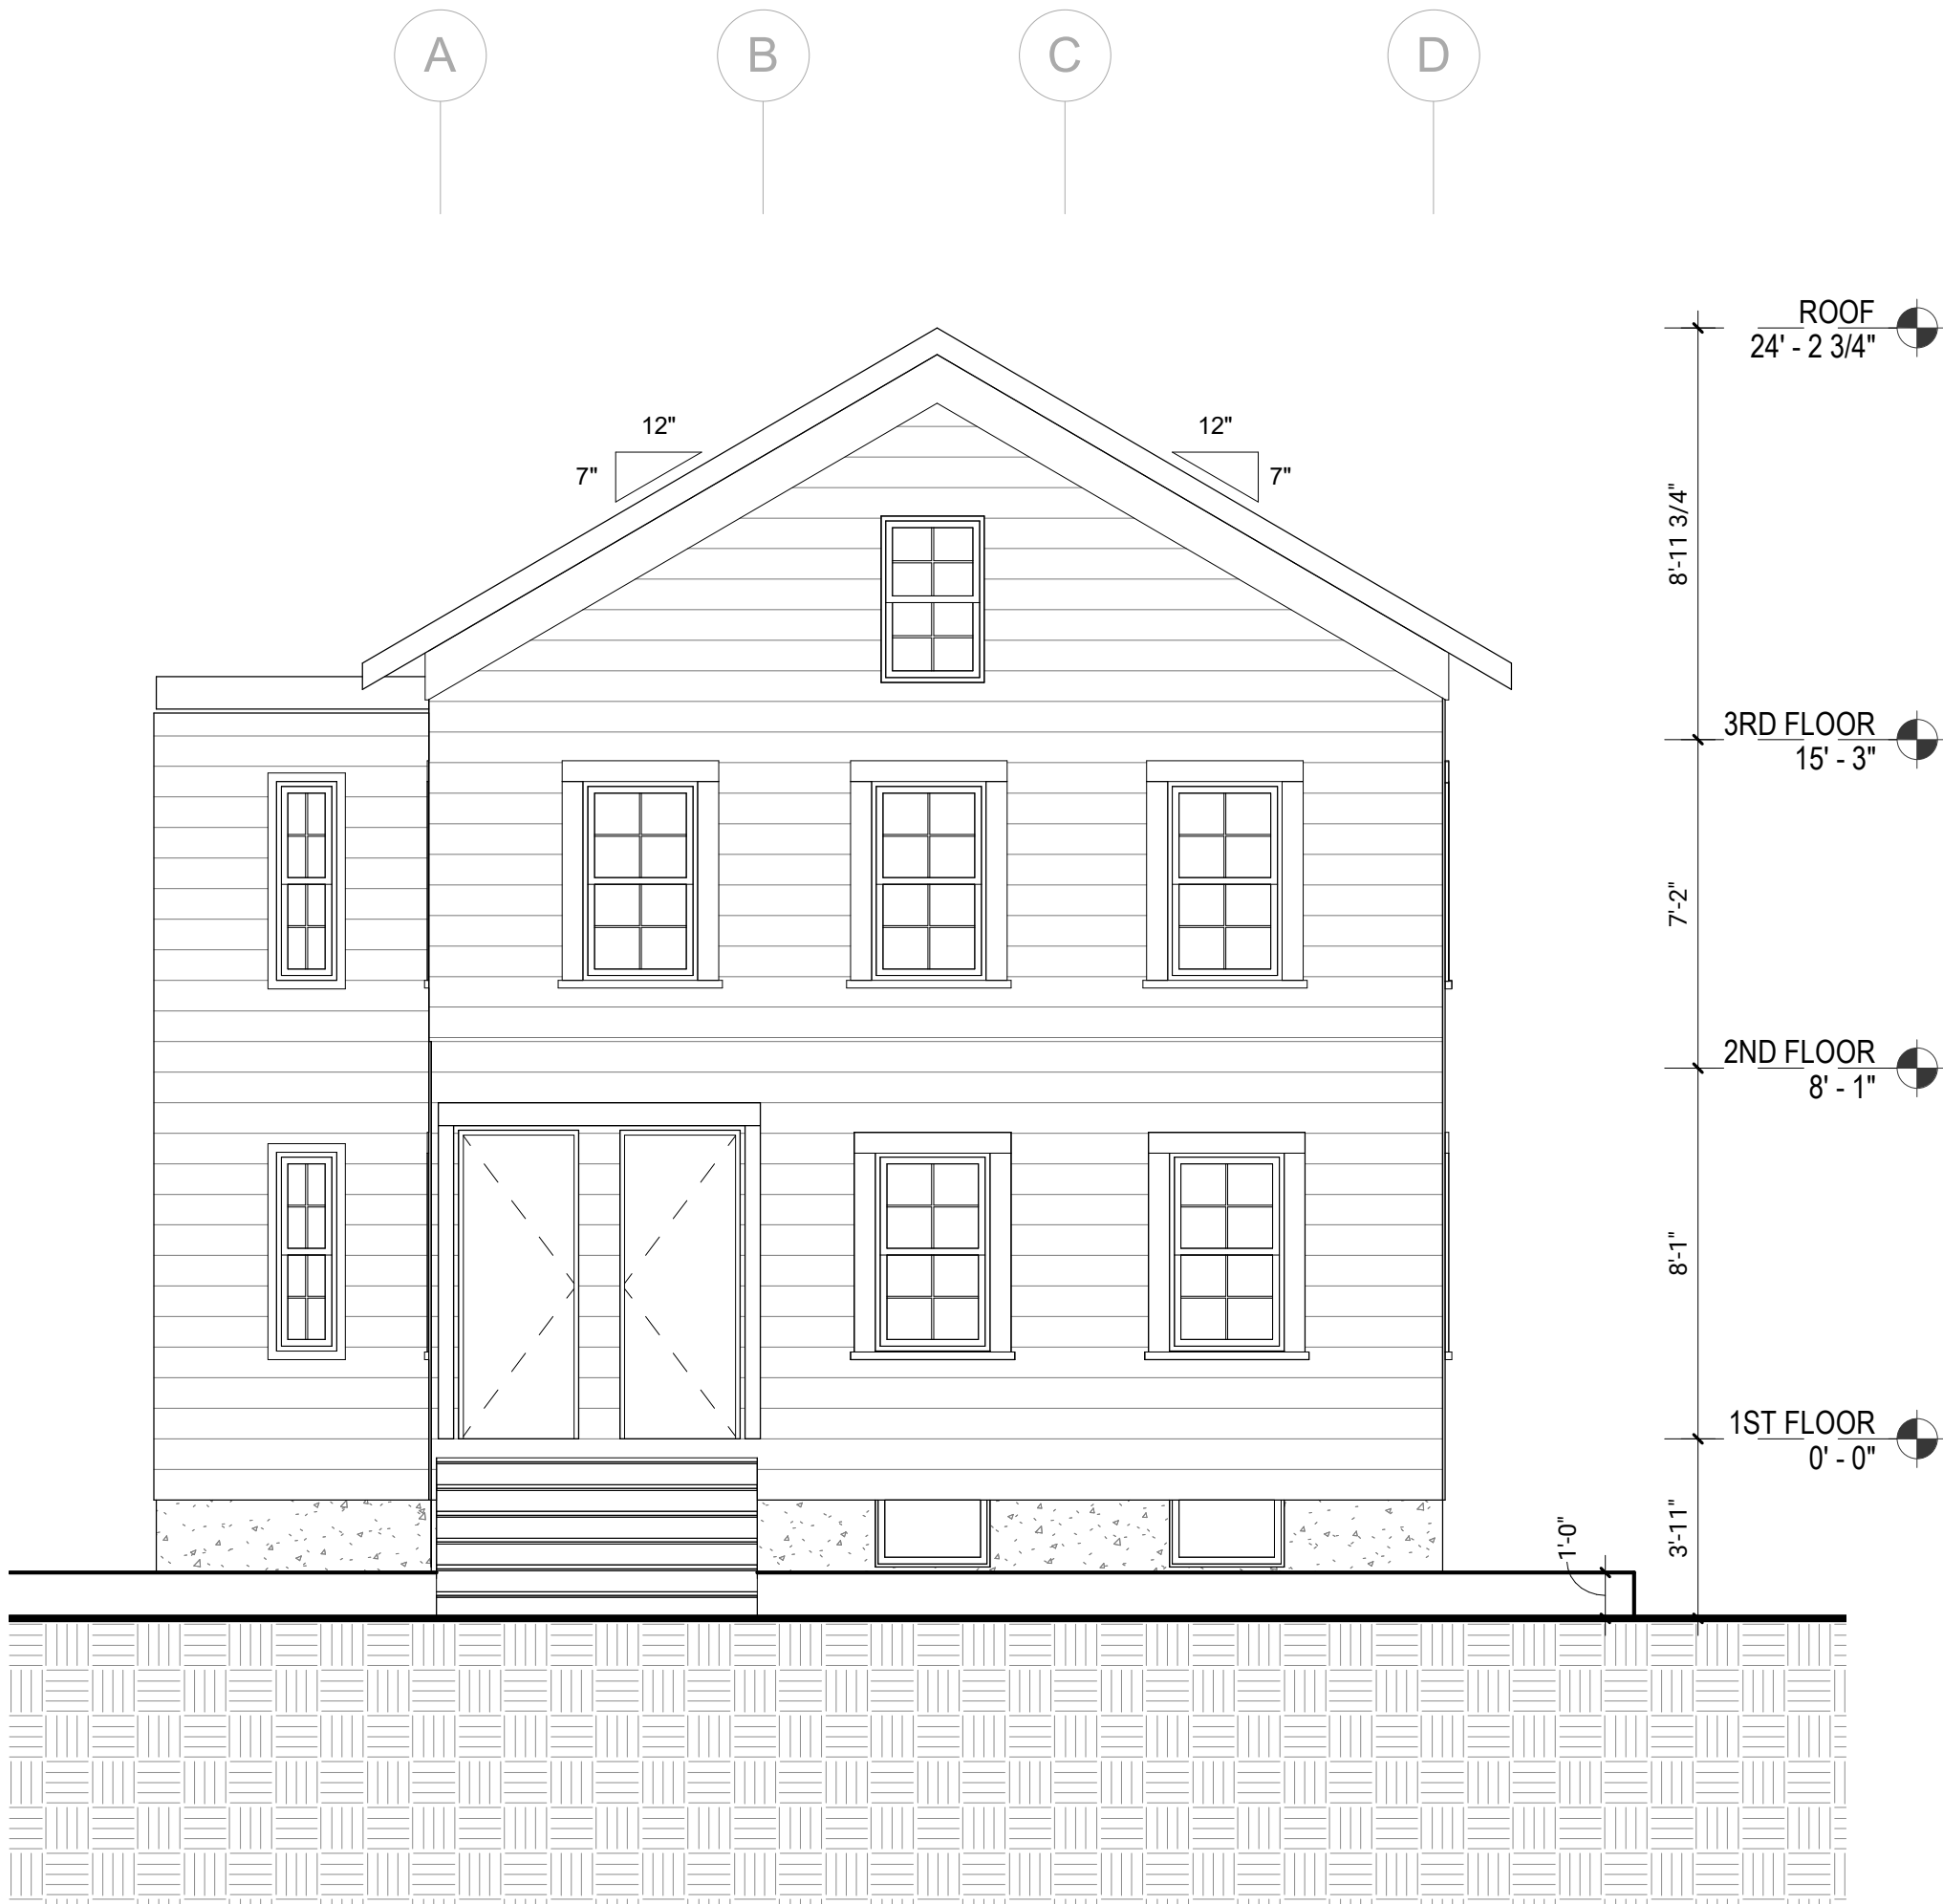 A B C D
ROOF
24' - 2 3/4"
12"
12"
7"
7"
8'-11 3/4"
3RD FLOOR
15' - 3"
7'-2"
2ND FLOOR
8' - 1"
8'-1"
1ST FLOOR
0' - 0"
1'-0"
3'-11"